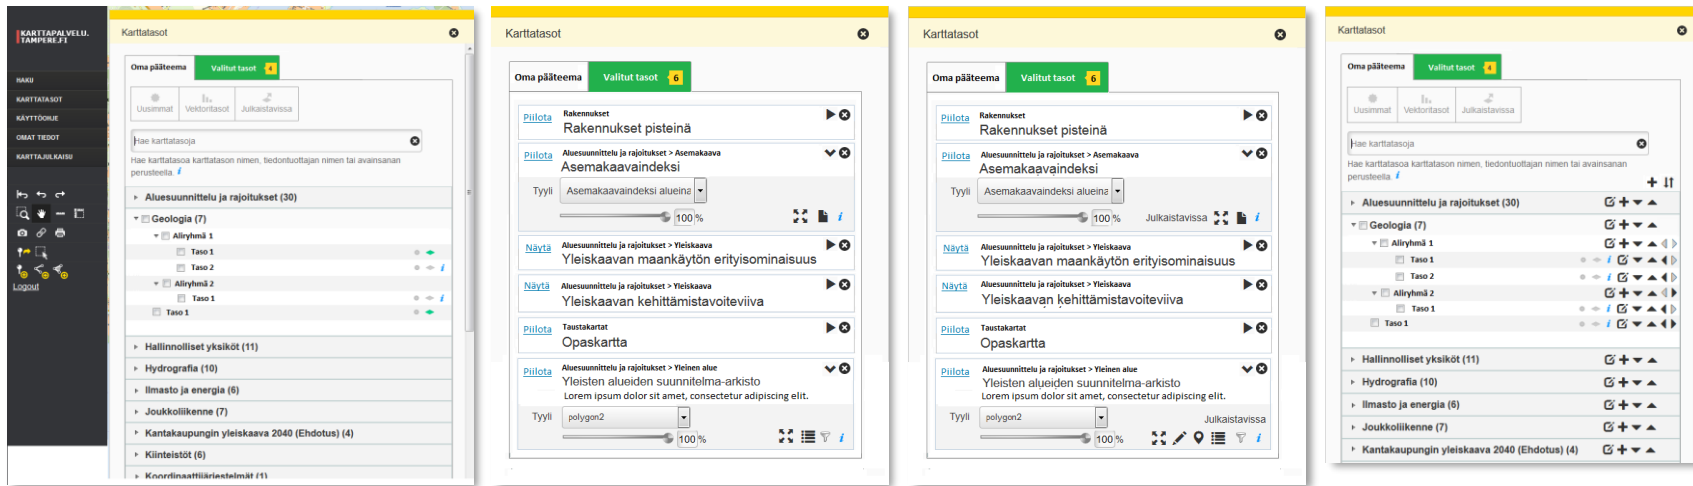 KARTTAPALVELU.
TAMPERE.FI
HAKU
KARTTATASOT
KÄYTTÖOHJE
OMAT TIEDOT
KARTTAJULKAISU
Logout
Karttatasot
Oma pääteema
Valitut tasot 4
Uusimmat
Vektoritasot
Julkaistavissa
Hae karttatasoja
Hae karttatasoa karttatason nimen, tiedontuottajan nimen tai avainsanan
perusteella. i
Aluesuunnittelu ja rajoitukset (30)
Geologia (7)
Aliryhmä 1
Taso 1
Taso 2 i
Aliryhmä 2
Taso 1 i
Taso 1
Hallinnolliset yksiköt (11)
Hydrografia (10)
Ilmasto ja energia (6)
Joukkoliikenne (7)
Kantakaupungin yleiskaava 2040 (Ehdotus) (4)
Kiinteistöt (6)
Koordinaattijärjestelmät (1)
Karttatasot
Oma pääteema
Valitut tasot 6
Piilota
Rakennukset
Rakennukset pisteinä
Piilota
Aluesuunnittelu ja rajoitukset > Asemakaava
Asemakaavaindeksi
Tyyli
Asemakaavaindeksi alueina
100 %
i
Näytä
Aluesuunnittelu ja rajoitukset > Yleiskaava
Yleiskaavan maankäytön erityisominaisuus
Näytä
Aluesuunnittelu ja rajoitukset > Yleiskaava
Yleiskaavan kehittämistavoiteviiva
Piilota
Taustakartat
Opaskartta
Piilota
Aluesuunnittelu ja rajoitukset > Yleinen alue
Yleisten alueiden suunnitelma-arkisto
Lorem ipsum dolor sit amet, consectetur adipiscing elit.
Tyyli
polygon2
100 %
i
Karttatasot
Oma pääteema
Valitut tasot 6
Piilota
Rakennukset
Rakennukset pisteinä
Piilota
Aluesuunnittelu ja rajoitukset > Asemakaava
Asemakaavaindeksi
Tyyli
Asemakaavaindeksi alueina
100 %
Julkaistavissa
i
Näytä
Aluesuunnittelu ja rajoitukset > Yleiskaava
Yleiskaavan maankäytön erityisominaisuus
Näytä
Aluesuunnittelu ja rajoitukset > Yleiskaava
Yleiskaavan kehittämistavoiteviiva
Piilota
Taustakartat
Opaskartta
Piilota
Aluesuunnittelu ja rajoitukset > Yleinen alue
Yleisten alueiden suunnitelma-arkisto
Lorem ipsum dolor sit amet, consectetur adipiscing elit.
Tyyli
polygon2
Julkaistavissa
100 %
i
Karttatasot
Oma pääteema
Valitut tasot 4
Uusimmat
Vektoritasot
Julkaistavissa
Hae karttatasoja
Hae karttatasoa karttatason nimen, tiedontuottajan nimen tai avainsanan
perusteella. i
Aluesuunnittelu ja rajoitukset (30)
Geologia (7)
Aliryhmä 1
Taso 1 i
Taso 2 i
Aliryhmä 2
Taso 1 i
Taso 1 i
Hallinnolliset yksiköt (11)
Hydrografia (10)
Ilmasto ja energia (6)
Joukkoliikenne (7)
Kantakaupungin yleiskaava 2040 (Ehdotus) (4)